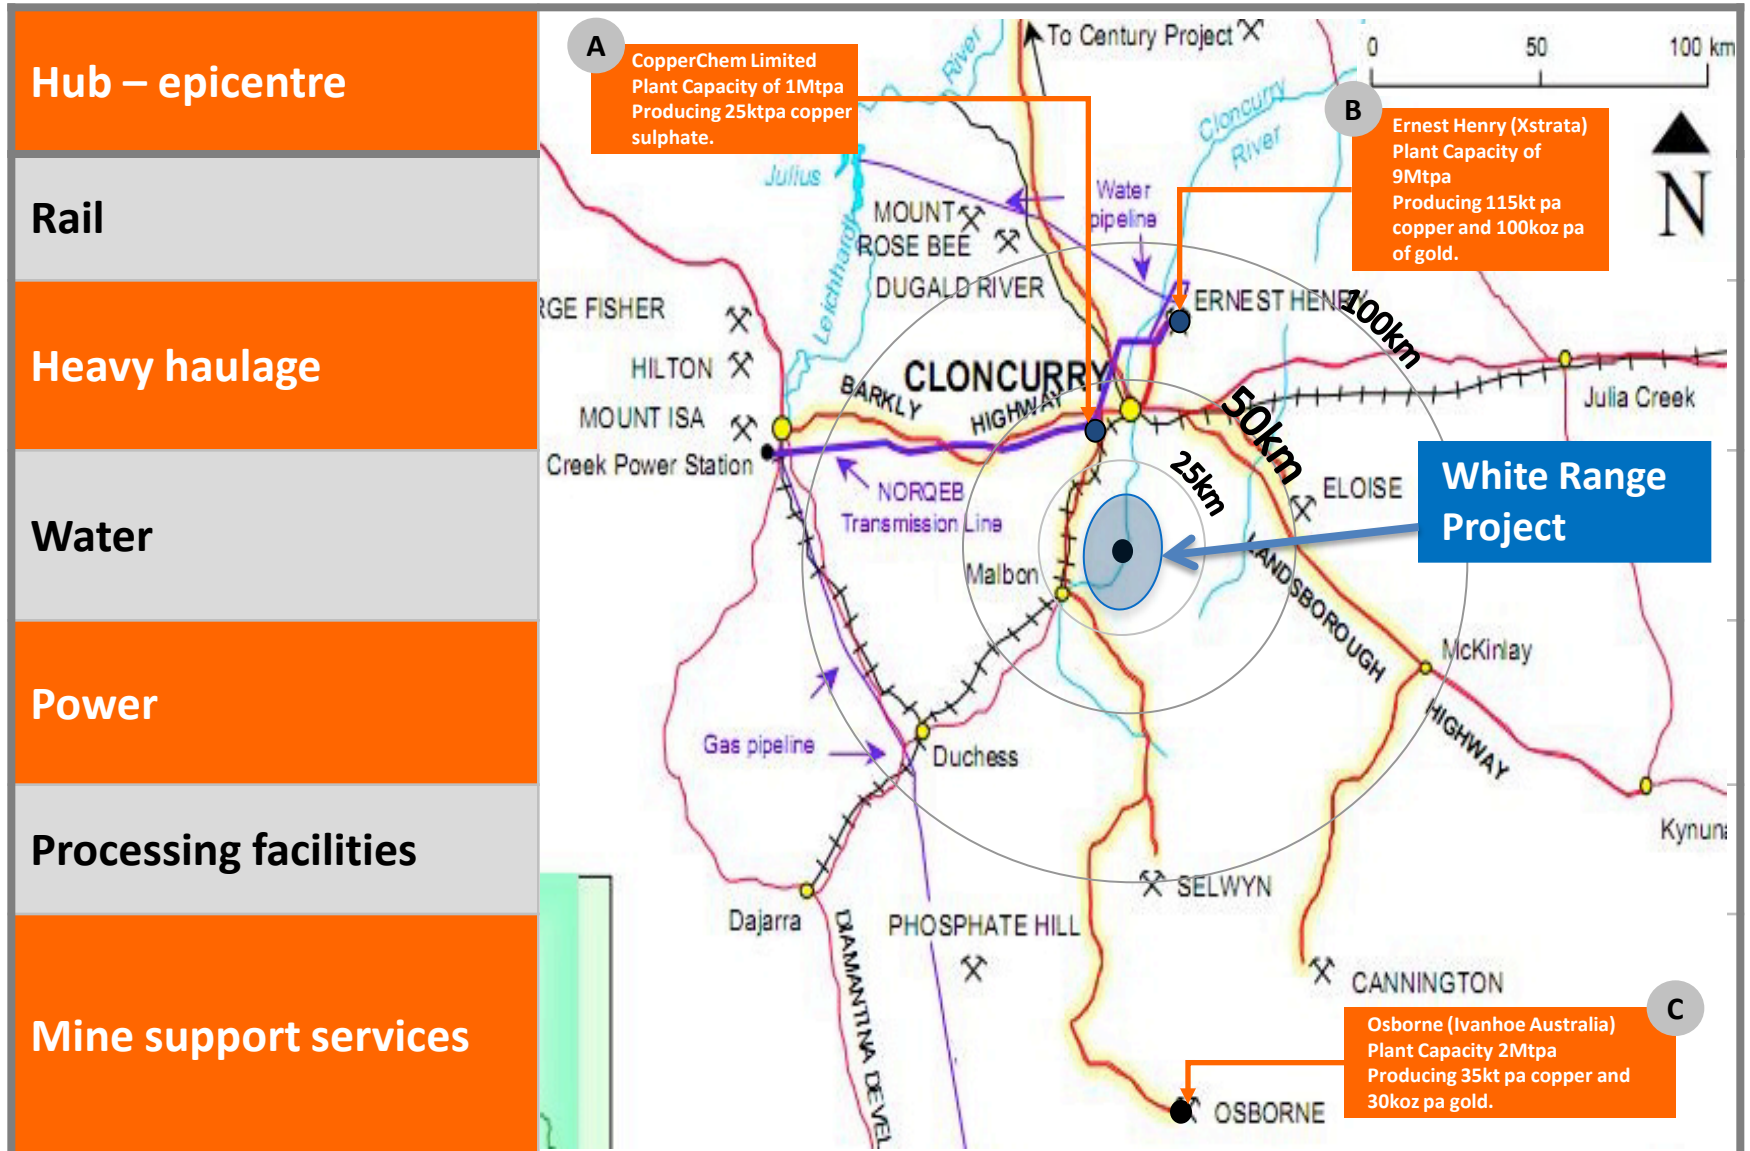 Hub – epicentre
Rail
Heavy haulage
Water
Power
Processing facilities
Mine support services
A
CopperChem Limited
Plant Capacity of 1Mtpa
Producing 25ktpa copper
sulphate.
To Century Project
0 50 100 km
B
Ernest Henry (Xstrata)
Plant Capacity of
9Mtpa
Producing 115kt pa
copper and 100koz pa
of gold.
N
River
Cloncurry
River
Julius
Leichhardt
Water
pipeline
MOUNT
ROSE BEE
DUGALD RIVER
RGE FISHER
HILTON
MOUNT ISA
Creek Power Station
ERNEST HENRY
100km
CLONCURRY
BARKLY
HIGHWAY
Julia Creek
50km
25km
ELOISE
White Range
Project
NORQEB
Transmission Line
Malbon
LANDSBOROUGH
HIGHWAY
McKinlay
Gas pipeline
Duchess
Kynuna
SELWYN
Dajarra
PHOSPHATE HILL
DIAMANTINA DEVEL
CANNINGTON
C
Osborne (Ivanhoe Australia)
Plant Capacity 2Mtpa
Producing 35kt pa copper and
30koz pa gold.
OSBORNE